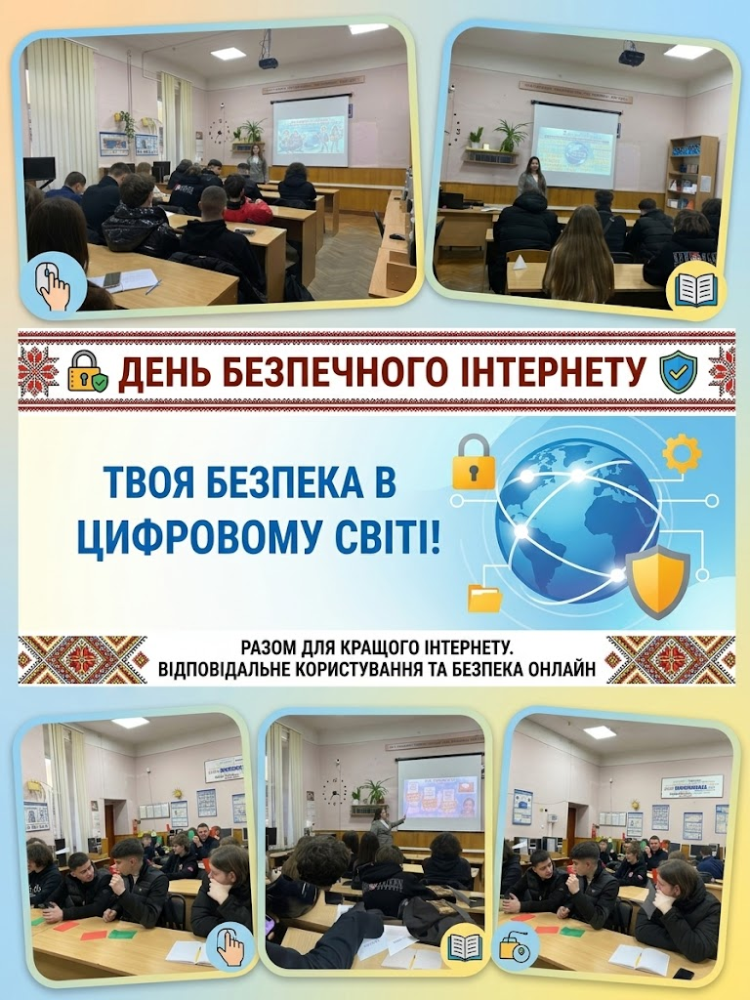 ДЕНЬ БЕЗПЕЧНОГО ІНТЕРНЕТУ
ТВОЯ БЕЗПЕКА В
ЦИФРОВОМУ СВІТІ!
РАЗОМ ДЛЯ КРАЩОГО ІНТЕРНЕТУ.
ВІДПОВІДАЛЬНЕ КОРИСТУВАННЯ ТА БЕЗПЕКА ОНЛАЙН